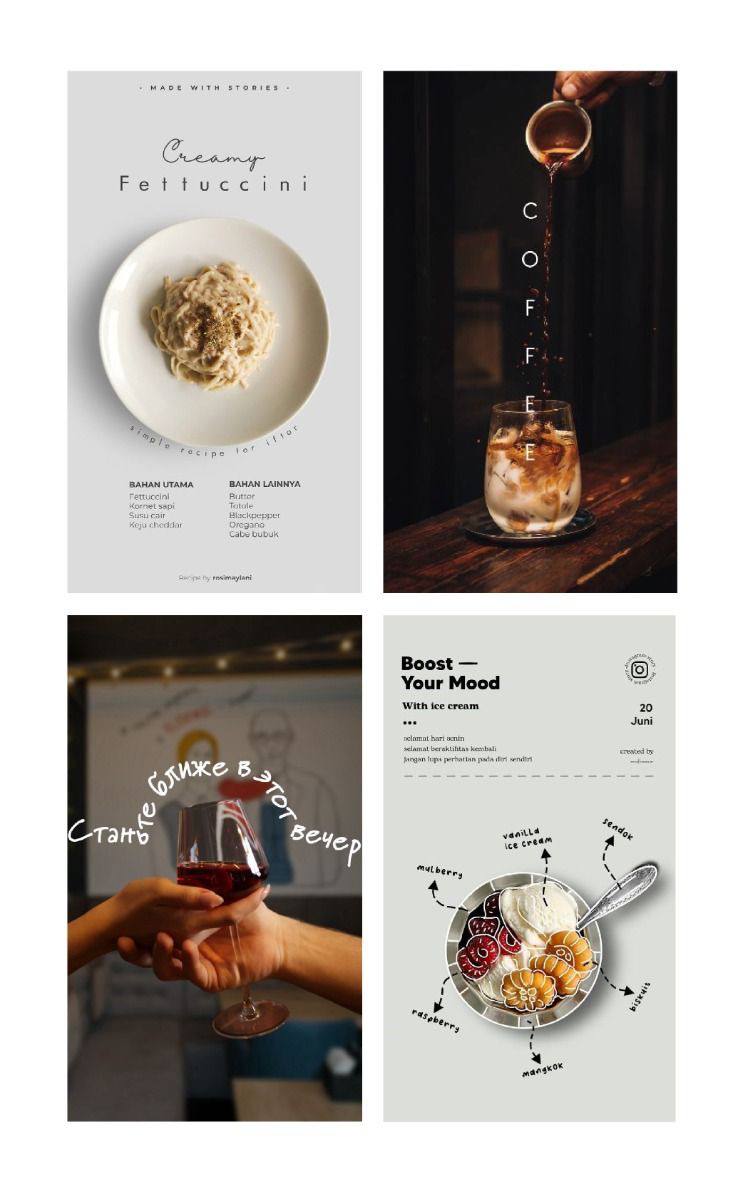 · MADE WITH STORIES ·
Creamy
Fettuccini
simple recipe for iftar
BAHAN UTAMA
Fettuccini
Kornet sapi
Susu cair
Keju cheddar
BAHAN LAINNYA
Butter
Totole
Blackpepper
Oregano
Cabe bubuk
Recipe by rosimaylani
C
O
F
F
E
E
Станьте ближе в этот вечер
Boost —
Your Mood
With ice cream
•••
selamat hari senin
selamat beraktifitas kembali
jangan lupa perhatian pada diri sendiri
20
Juni
created by
vanilla
ice cream
sendok
mulberry
raspberry
biskuit
mangkok